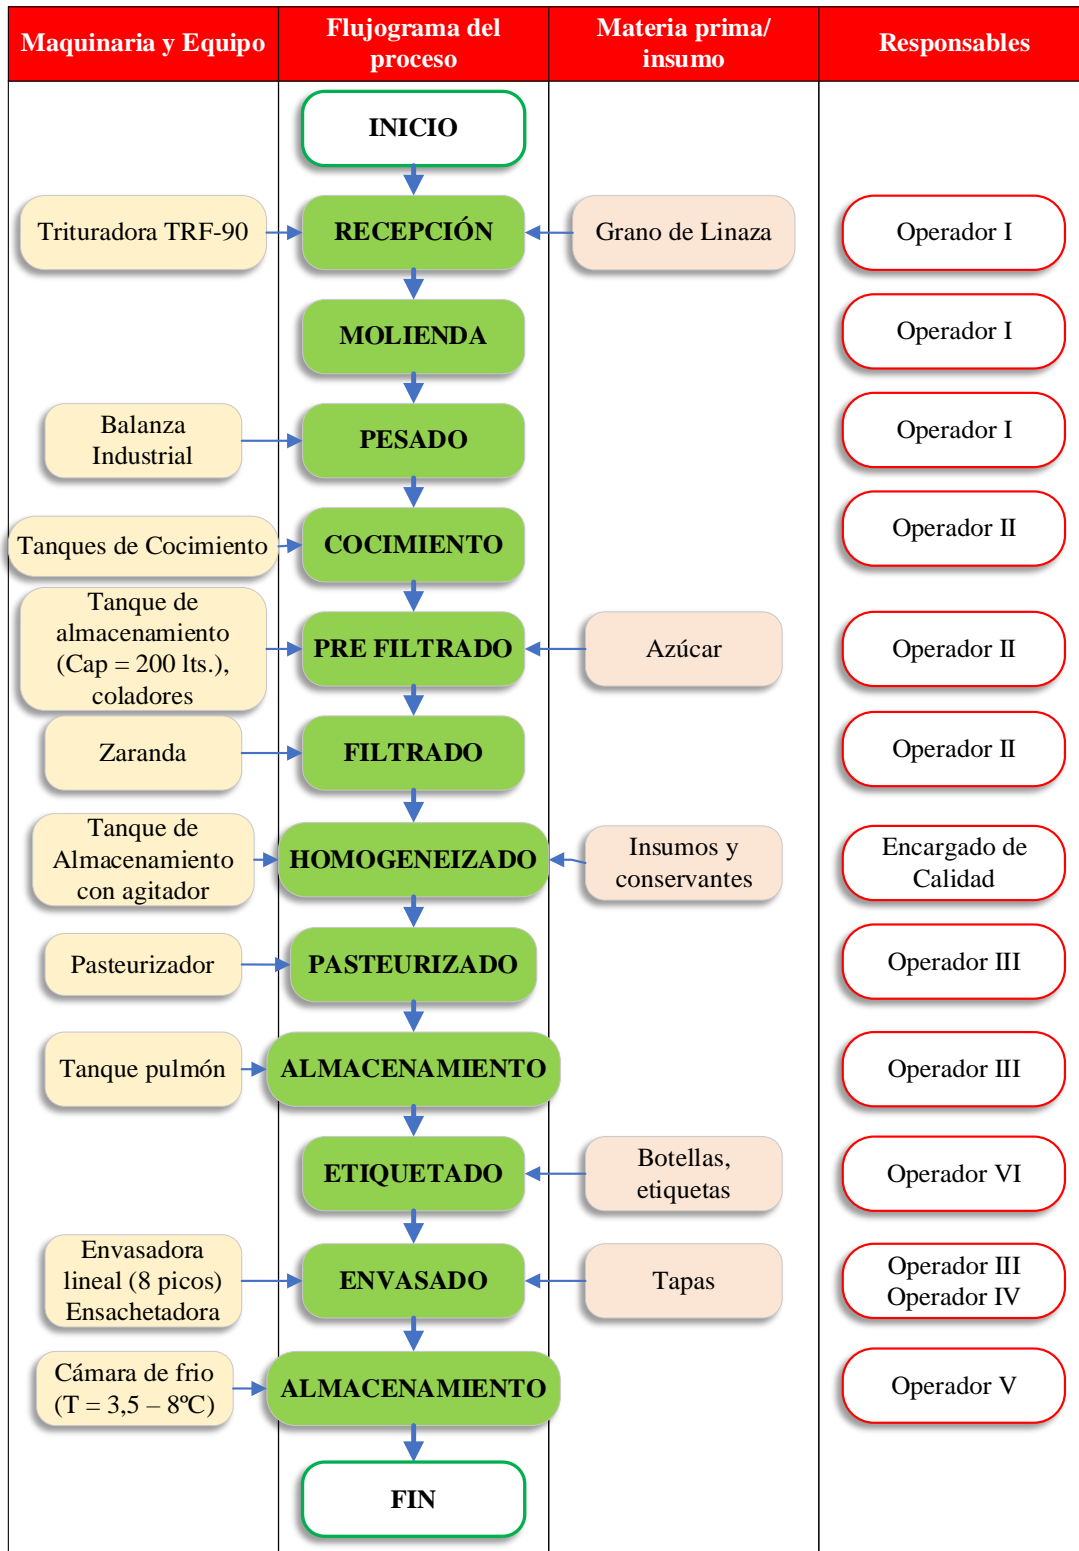 Maquinaria y Equipo
Flujograma del
proceso
Materia prima/
insumo
Responsables
INICIO
Trituradora TRF-90
RECEPCIÓN
Grano de Linaza
Operador I
MOLIENDA
Operador I
Balanza
Industrial
PESADO
Operador I
Tanques de Cocimiento
COCIMIENTO
Operador II
Tanque de
almacenamiento
(Cap = 200 lts.),
coladores
PRE FILTRADO
Azúcar
Operador II
Zaranda
FILTRADO
Operador II
Tanque de
Almacenamiento
con agitador
HOMOGENEIZADO
Insumos y
conservantes
Encargado de
Calidad
Pasteurizador
PASTEURIZADO
Operador III
Tanque pulmón
ALMACENAMIENTO
Operador III
ETIQUETADO
Botellas,
etiquetas
Operador VI
Envasadora
lineal (8 picos)
Ensachetadora
ENVASADO
Tapas
Operador III
Operador IV
Cámara de frio
(T = 3,5 – 8ºC)
ALMACENAMIENTO
Operador V
FIN